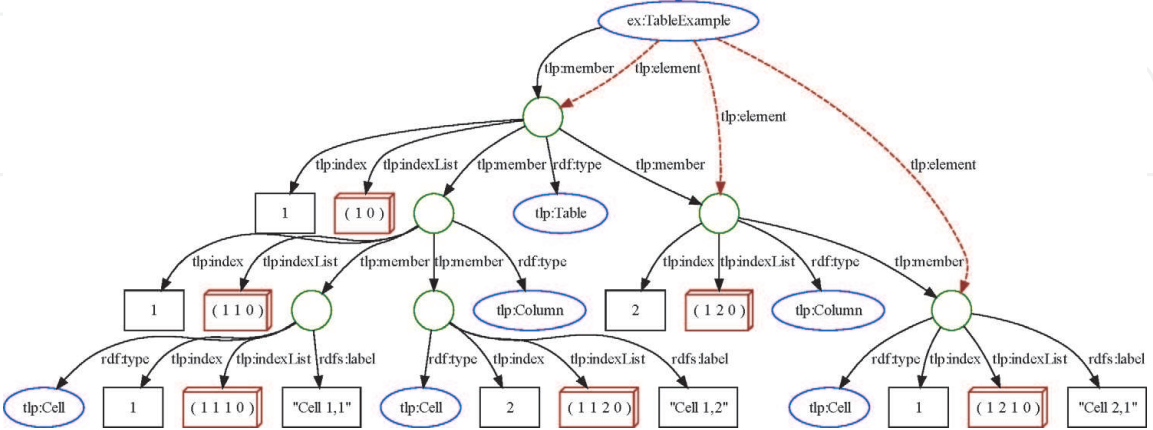 ex:TableExample
tlp:member
tlp:element
tlp:element
tlp:index
tlp:indexList
tlp:member
rdf:type
tlp:member
tlp:element
1
( 1 0 )
tlp:Table
tlp:index
tlp:indexList
tlp:member
tlp:member
rdf:type
tlp:index
tlp:indexList
rdf:type
tlp:member
1
( 1 1 0 )
tlp:Column
2
( 1 2 0 )
tlp:Column
rdf:type
tlp:index
tlp:indexList
rdfs:label
rdf:type
tlp:index
tlp:indexList
rdfs:label
rdf:type
tlp:index
tlp:indexList
rdfs:label
tlp:Cell
1
( 1 1 1 0 )
"Cell 1,1"
tlp:Cell
2
( 1 1 2 0 )
"Cell 1,2"
tlp:Cell
1
( 1 2 1 0 )
"Cell 2,1"